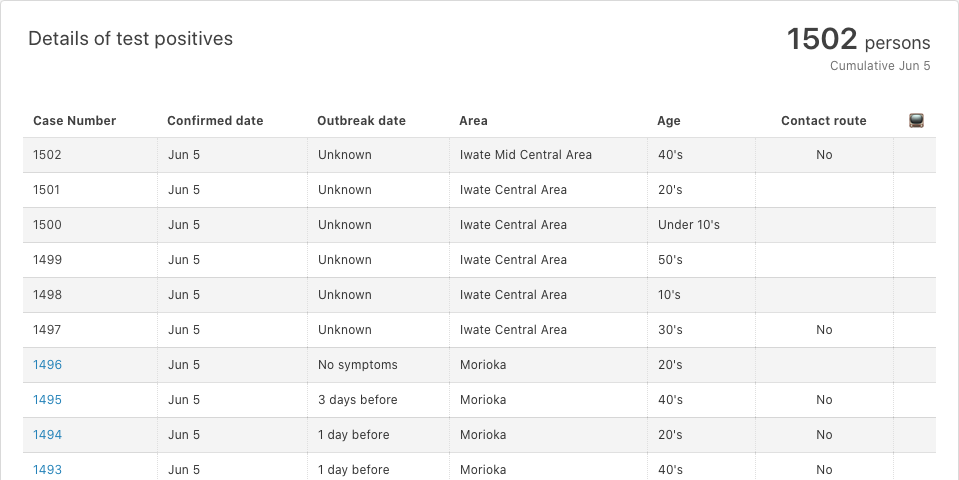 Details of test positives
1502 persons
Cumulative Jun 5
Case Number Confirmed date Outbreak date Area Age Contact route
1502 Jun 5 Unknown Iwate Mid Central Area 40's No
1501 Jun 5 Unknown Iwate Central Area 20's
1500 Jun 5 Unknown Iwate Central Area Under 10's
1499 Jun 5 Unknown Iwate Central Area 50's
1498 Jun 5 Unknown Iwate Central Area 10's
1497 Jun 5 Unknown Iwate Central Area 30's No
1496 Jun 5 No symptoms Morioka 20's
1495 Jun 5 3 days before Morioka 40's No
1494 Jun 5 1 day before Morioka 20's No
1493 Jun 5 1 day before Morioka 40's No